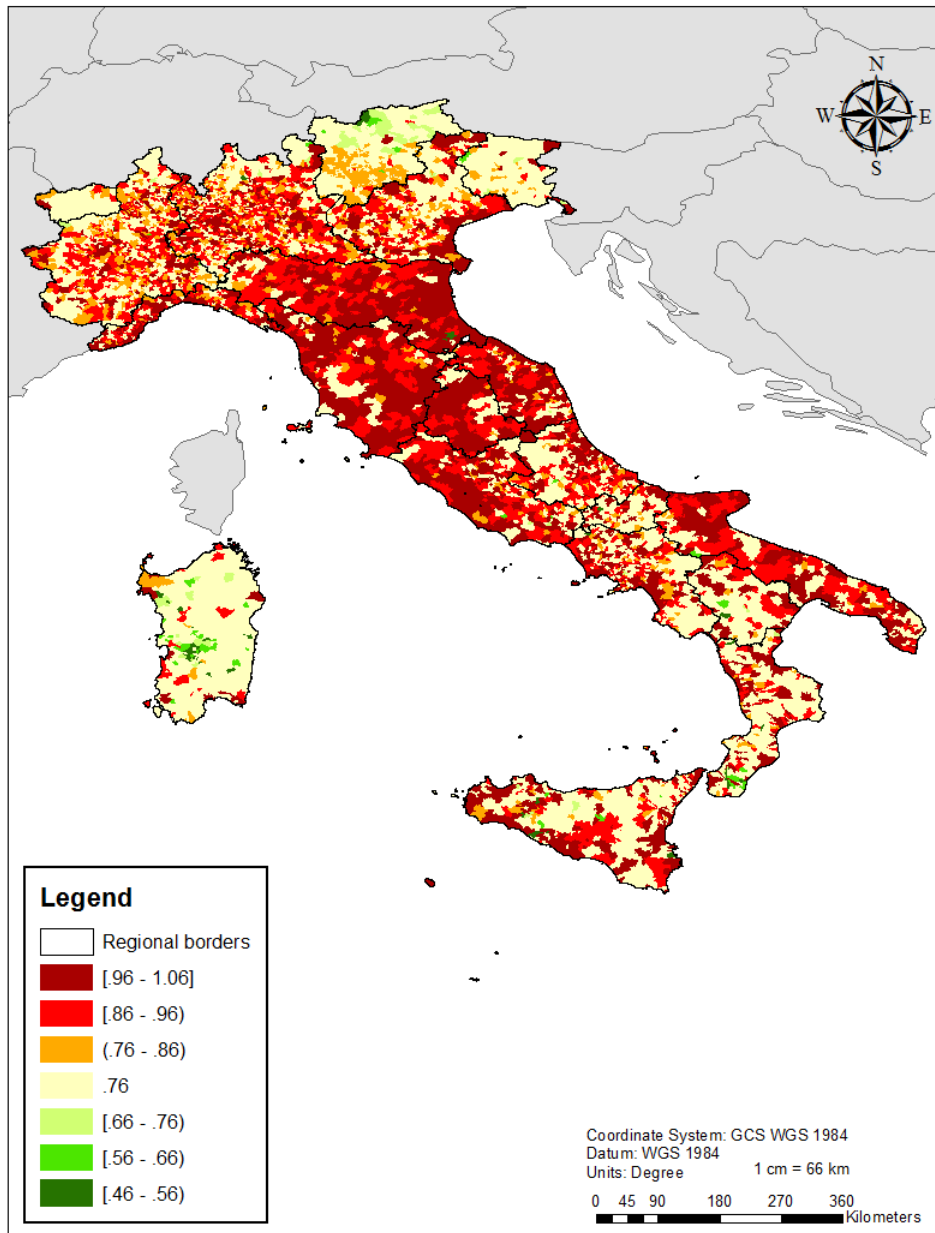 N
W E
S
Legend
Regional borders
[.96 - 1.06]
[.86 - .96)
(.76 - .86)
.76
[.66 - .76)
[.56 - .66)
[.46 - .56)
Coordinate System: GCS WGS 1984
Datum: WGS 1984
Units: Degree
1 cm = 66 km
0 45 90 180 270 360
Kilometers